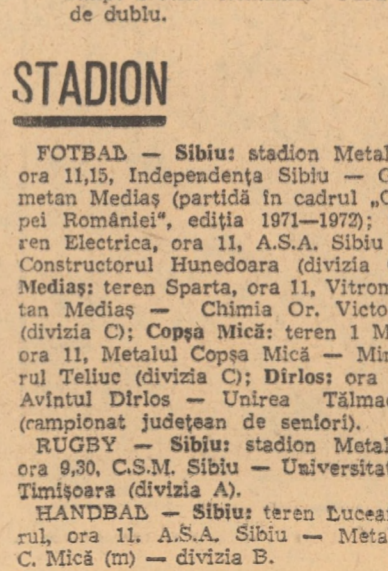 de dublu.
STADION
FOTBAL — Sibiu: stadion Metal
ora 11,15, Independența Sibiu — C
metan Mediaș (partidă în cadrul „C
pei României“, ediția 1971—1972);
ren Electrica, ora 11, A.S.A. Sibiu
Constructorul Hunedoara (divizia
Mediaș: teren Sparta, ora 11, Vitrom
tan Mediaș — Chimia Or. Victo
(divizia C); Copșa Mică: teren 1 M
ora 11, Metalul Copșa Mică — Min
rul Teliuc (divizia C); Dîrlos: ora
Avîntul Dîrlos — Unirea Tălma
(campionat județean de seniori).
RUGBY — Sibiu: stadion Metal
ora 9,30, C.S.M. Sibiu — Universitat
Timișoara (divizia A).
HANDBAL — Sibiu: teren Luceaf
rul, ora 11. A.S.A. Sibiu — Meta
C. Mică (m) — divizia B.